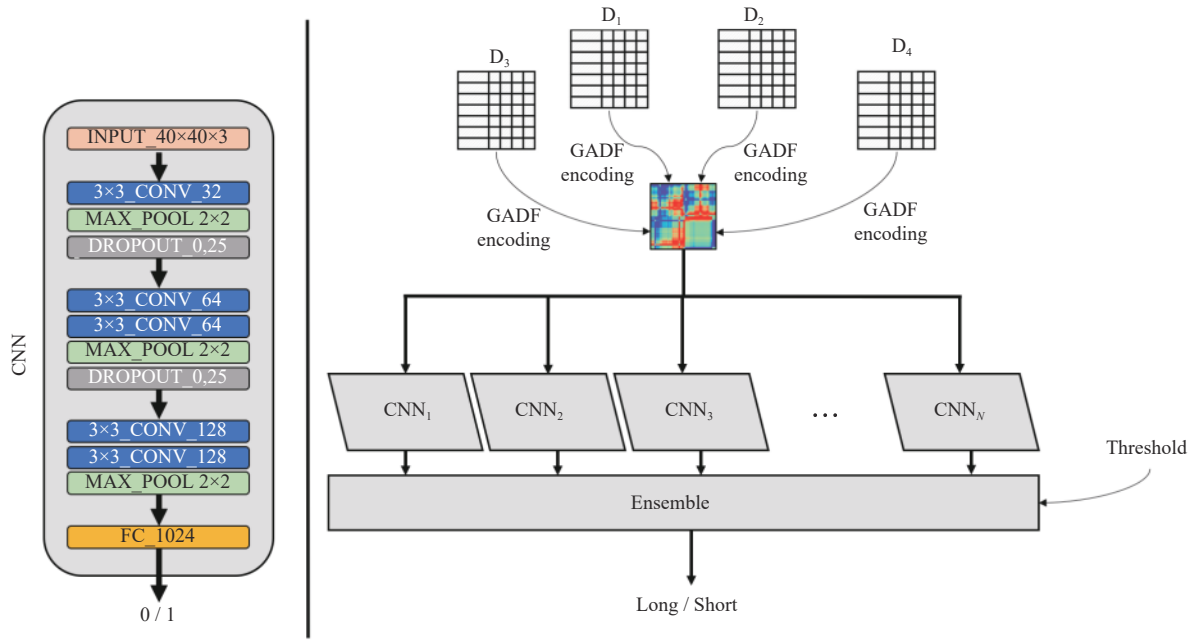 CNN
INPUT_40×40×3
3×3_CONV_32
MAX_POOL 2×2
DROPOUT_0,25
3×3_CONV_64
3×3_CONV_64
MAX_POOL 2×2
DROPOUT_0,25
3×3_CONV_128
3×3_CONV_128
MAX_POOL 2×2
FC_1024
0 / 1
D₁
D₂
D₃
D₄
GADF
encoding
GADF
encoding
GADF
encoding
GADF
encoding
CNN₁
CNN₂
CNN₃
...
CNN_N
Threshold
Ensemble
Long / Short